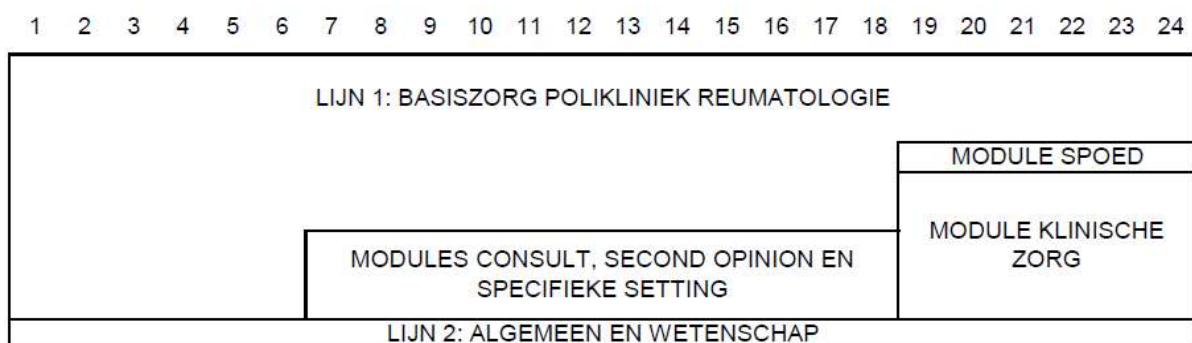 1 2 3 4 5 6 7 8 9 10 11 12 13 14 15 16 17 18 19 20 21 22 23 24
LIJN 1: BASISZORG POLIKLINIEK REUMATOLOGIE
MODULE SPOED
MODULE KLINISCHE
ZORG
MODULES CONSULT, SECOND OPINION EN
SPECIFIEKE SETTING
LIJN 2: ALGEMEEN EN WETENSCHAP